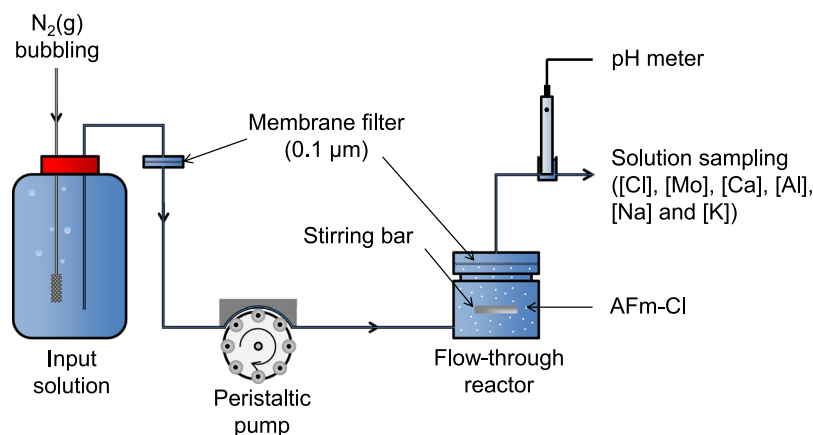 N₂(g)
bubbling
pH meter
Membrane filter
(0.1 µm)
Solution sampling
([Cl], [Mo], [Ca], [Al],
[Na] and [K])
Stirring bar
AFm-Cl
Input
solution
Flow-through
reactor
Peristaltic
pump